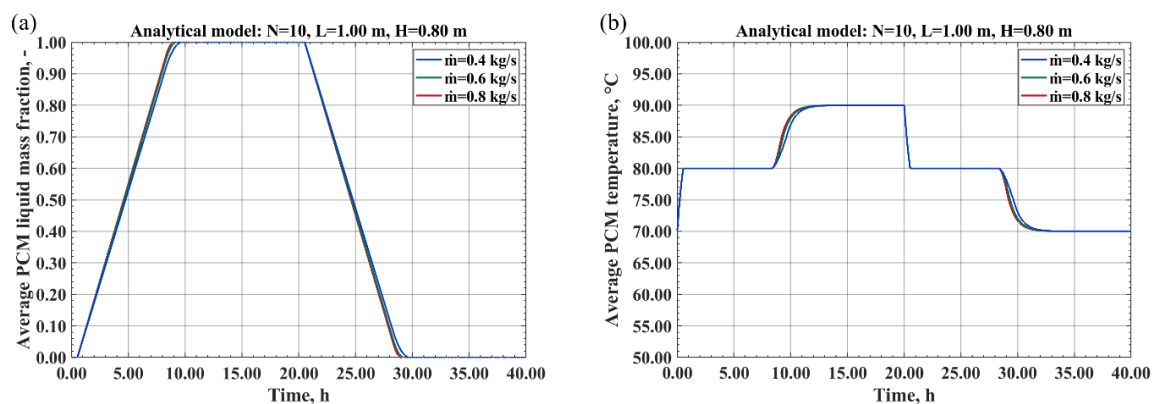 (a)
Analytical model: N=10, L=1.00 m, H=0.80 m
Average PCM liquid mass fraction, -
1.00
0.90
0.80
0.70
0.60
0.50
0.40
0.30
0.20
0.10
0.00
0.00 5.00 10.00 15.00 20.00 25.00 30.00 35.00 40.00
Time, h
ṁ=0.4 kg/s
ṁ=0.6 kg/s
ṁ=0.8 kg/s
(b)
Analytical model: N=10, L=1.00 m, H=0.80 m
Average PCM temperature, °C
100.00
95.00
90.00
85.00
80.00
75.00
70.00
65.00
60.00
55.00
50.00
0.00 5.00 10.00 15.00 20.00 25.00 30.00 35.00 40.00
Time, h
ṁ=0.4 kg/s
ṁ=0.6 kg/s
ṁ=0.8 kg/s